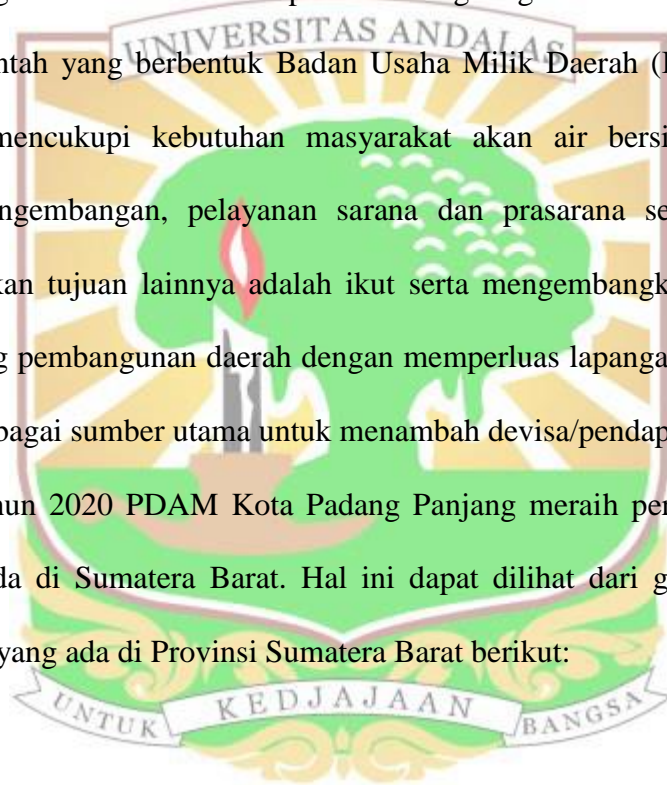 UNIVERSITAS ANDALAS
ntah yang berbentuk Badan Usaha Milik Daerah (
mencukupi kebutuhan masyarakat akan air bersi
ngembangan, pelayanan sarana dan prasarana se
kan tujuan lainnya adalah ikut serta mengembangk
g pembangunan daerah dengan memperluas lapanga
bagai sumber utama untuk menambah devisa/pendap
hun 2020 PDAM Kota Padang Panjang meraih per
da di Sumatera Barat. Hal ini dapat dilihat dari g
yang ada di Provinsi Sumatera Barat berikut:
UNTUK KEDJAJAAN BANGSA